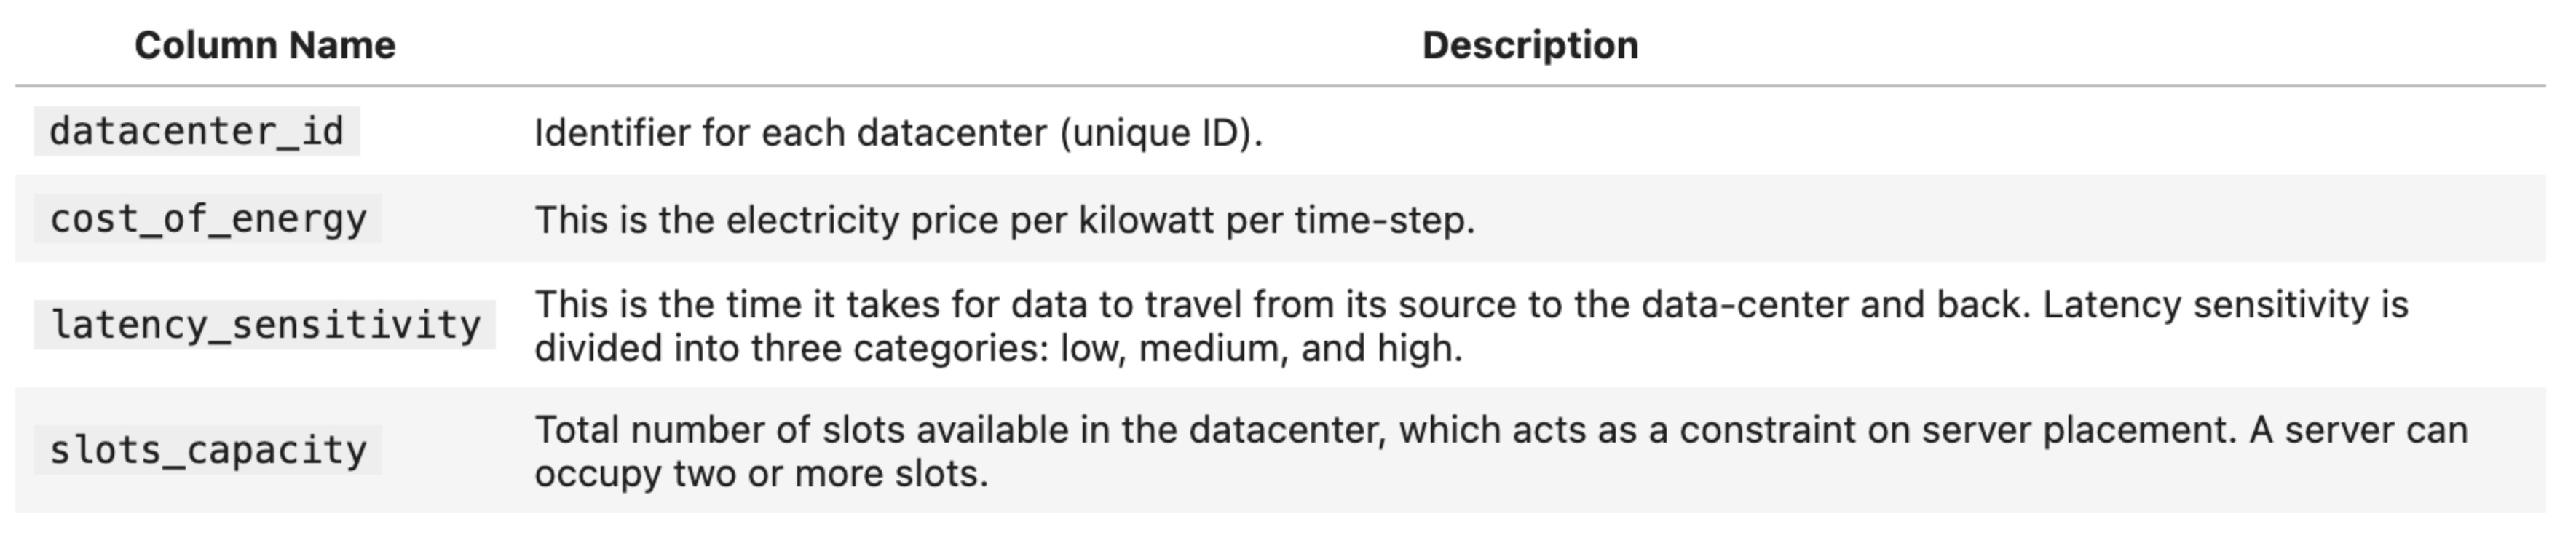 Column Name Description
datacenter_id Identifier for each datacenter (unique ID).
cost_of_energy This is the electricity price per kilowatt per time-step.
latency_sensitivity This is the time it takes for data to travel from its source to the data-center and back. Latency sensitivity is
divided into three categories: low, medium, and high.
slots_capacity Total number of slots available in the datacenter, which acts as a constraint on server placement. A server can
occupy two or more slots.